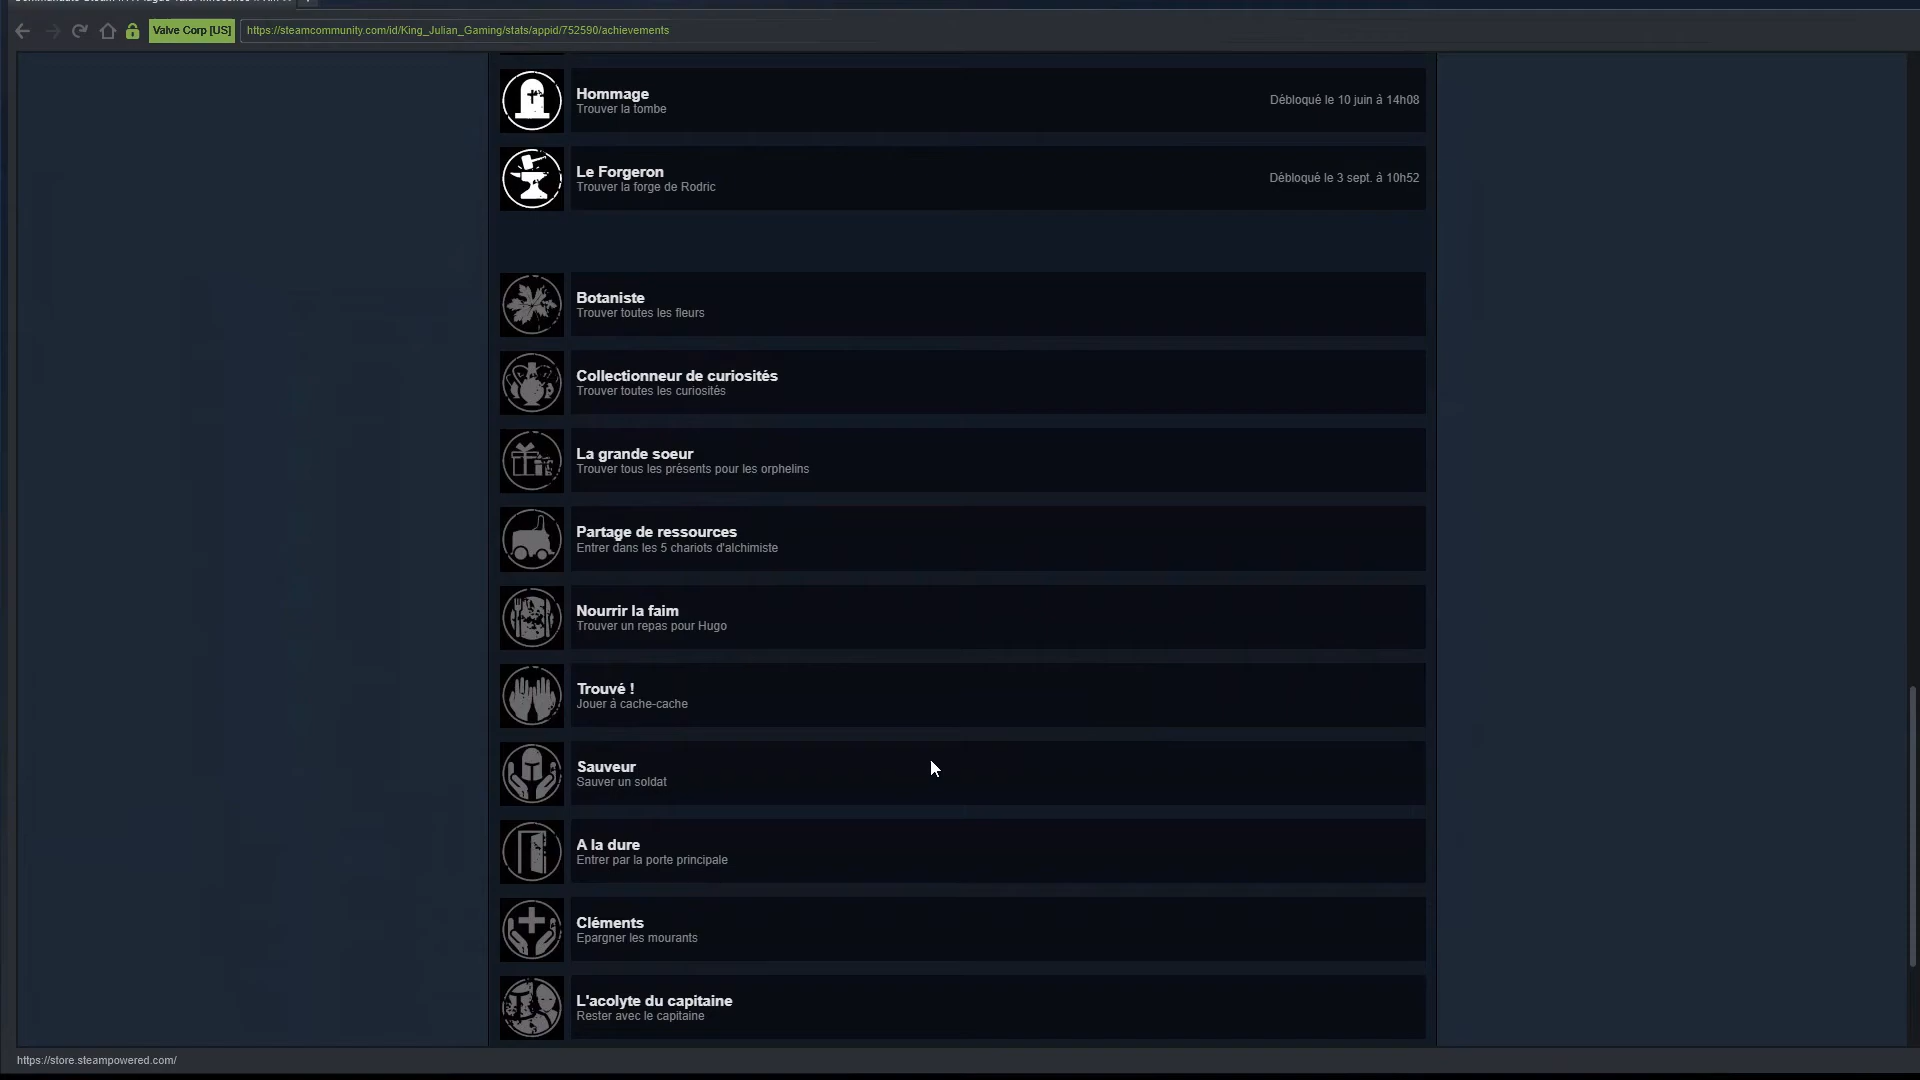 Valve Corp [US]
https://steamcommunity.com/id/King_Julian_Gaming/stats/appid/752590/achievements
Hommage
Trouver la tombe
Débloqué le 10 juin à 14h08
Le Forgeron
Trouver la forge de Rodric
Débloqué le 3 sept. à 10h52
Botaniste
Trouver toutes les fleurs
Collectionneur de curiosités
Trouver toutes les curiosités
La grande soeur
Trouver tous les présents pour les orphelins
Partage de ressources
Entrer dans les 5 chariots d'alchimiste
Nourrir la faim
Trouver un repas pour Hugo
Trouvé !
Jouer à cache-cache
Sauveur
Sauver un soldat
A la dure
Entrer par la porte principale
Cléments
Epargner les mourants
L'acolyte du capitaine
Rester avec le capitaine
https://store.steampowered.com/